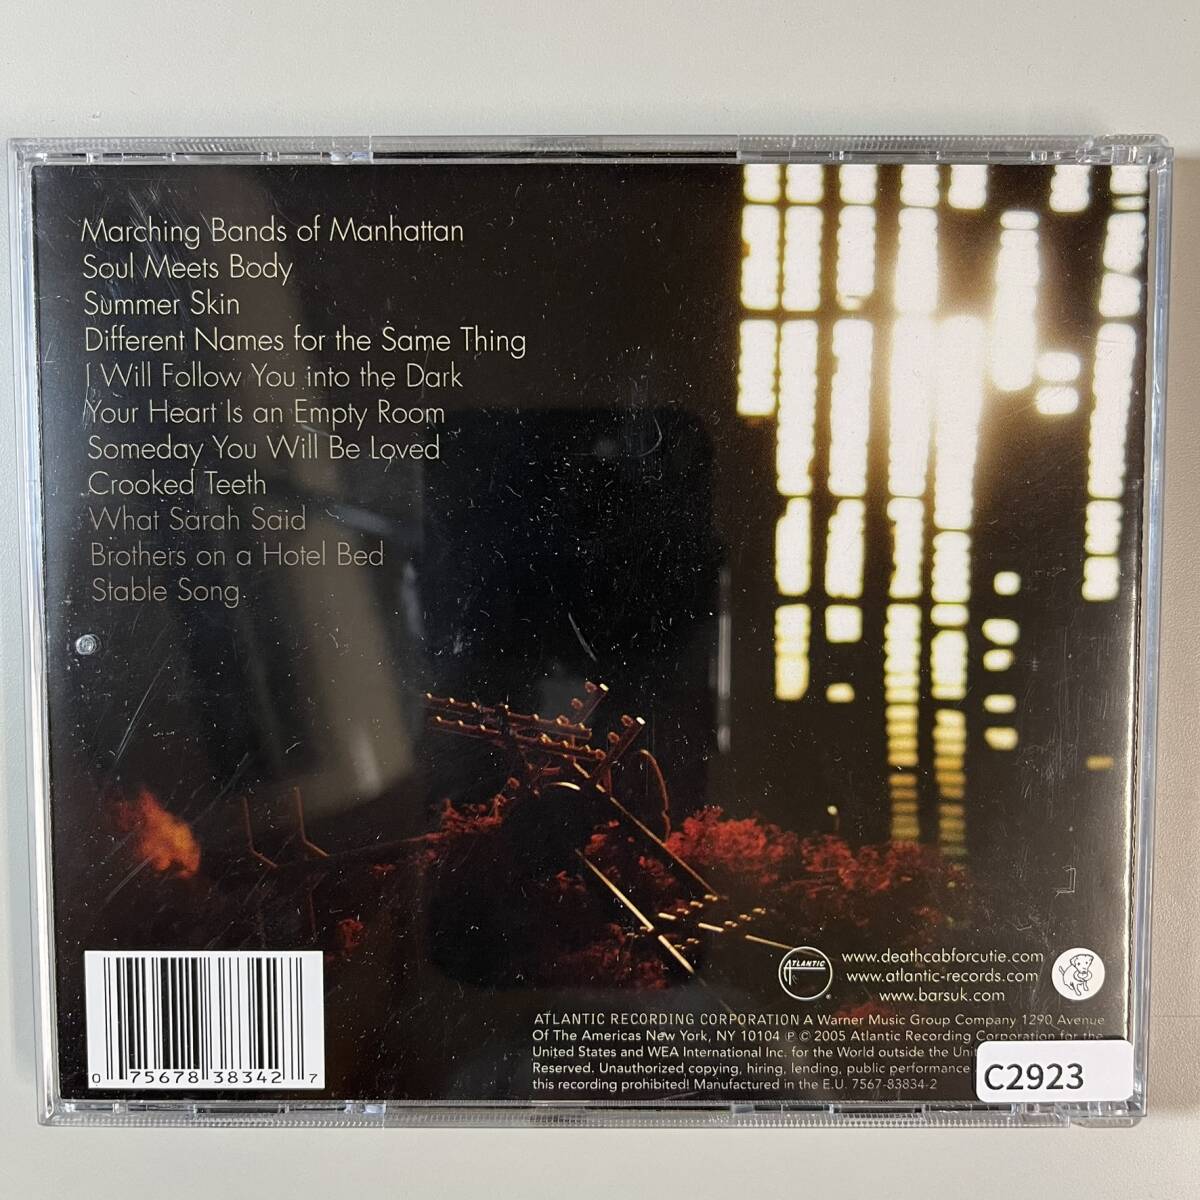 Marching Bands of Manhattan
Soul Meets Body
Summer Skin
Different Names for the Same Thing
I Will Follow You into the Dark
Your Heart Is an Empty Room
Someday You Will Be Loved
Crooked Teeth
What Sarah Said
Brothers on a Hotel Bed
Stable Song
ATLANTIC
www.deathcabforcutie.com
www.atlantic-records.com
www.barsuk.com
ATLANTIC RECORDING CORPORATION A Warner Music Group Company 1290 Avenue
Of The Americas New York, NY 10104 ℗ © 2005 Atlantic Recording Corporation for the
United States and WEA International Inc. for the World outside the
Reserved. Unauthorized copying, hiring, lending, public performance
this recording prohibited! Manufactured in the E.U. 7567-83834-2
0 75678 38342 7
C2923